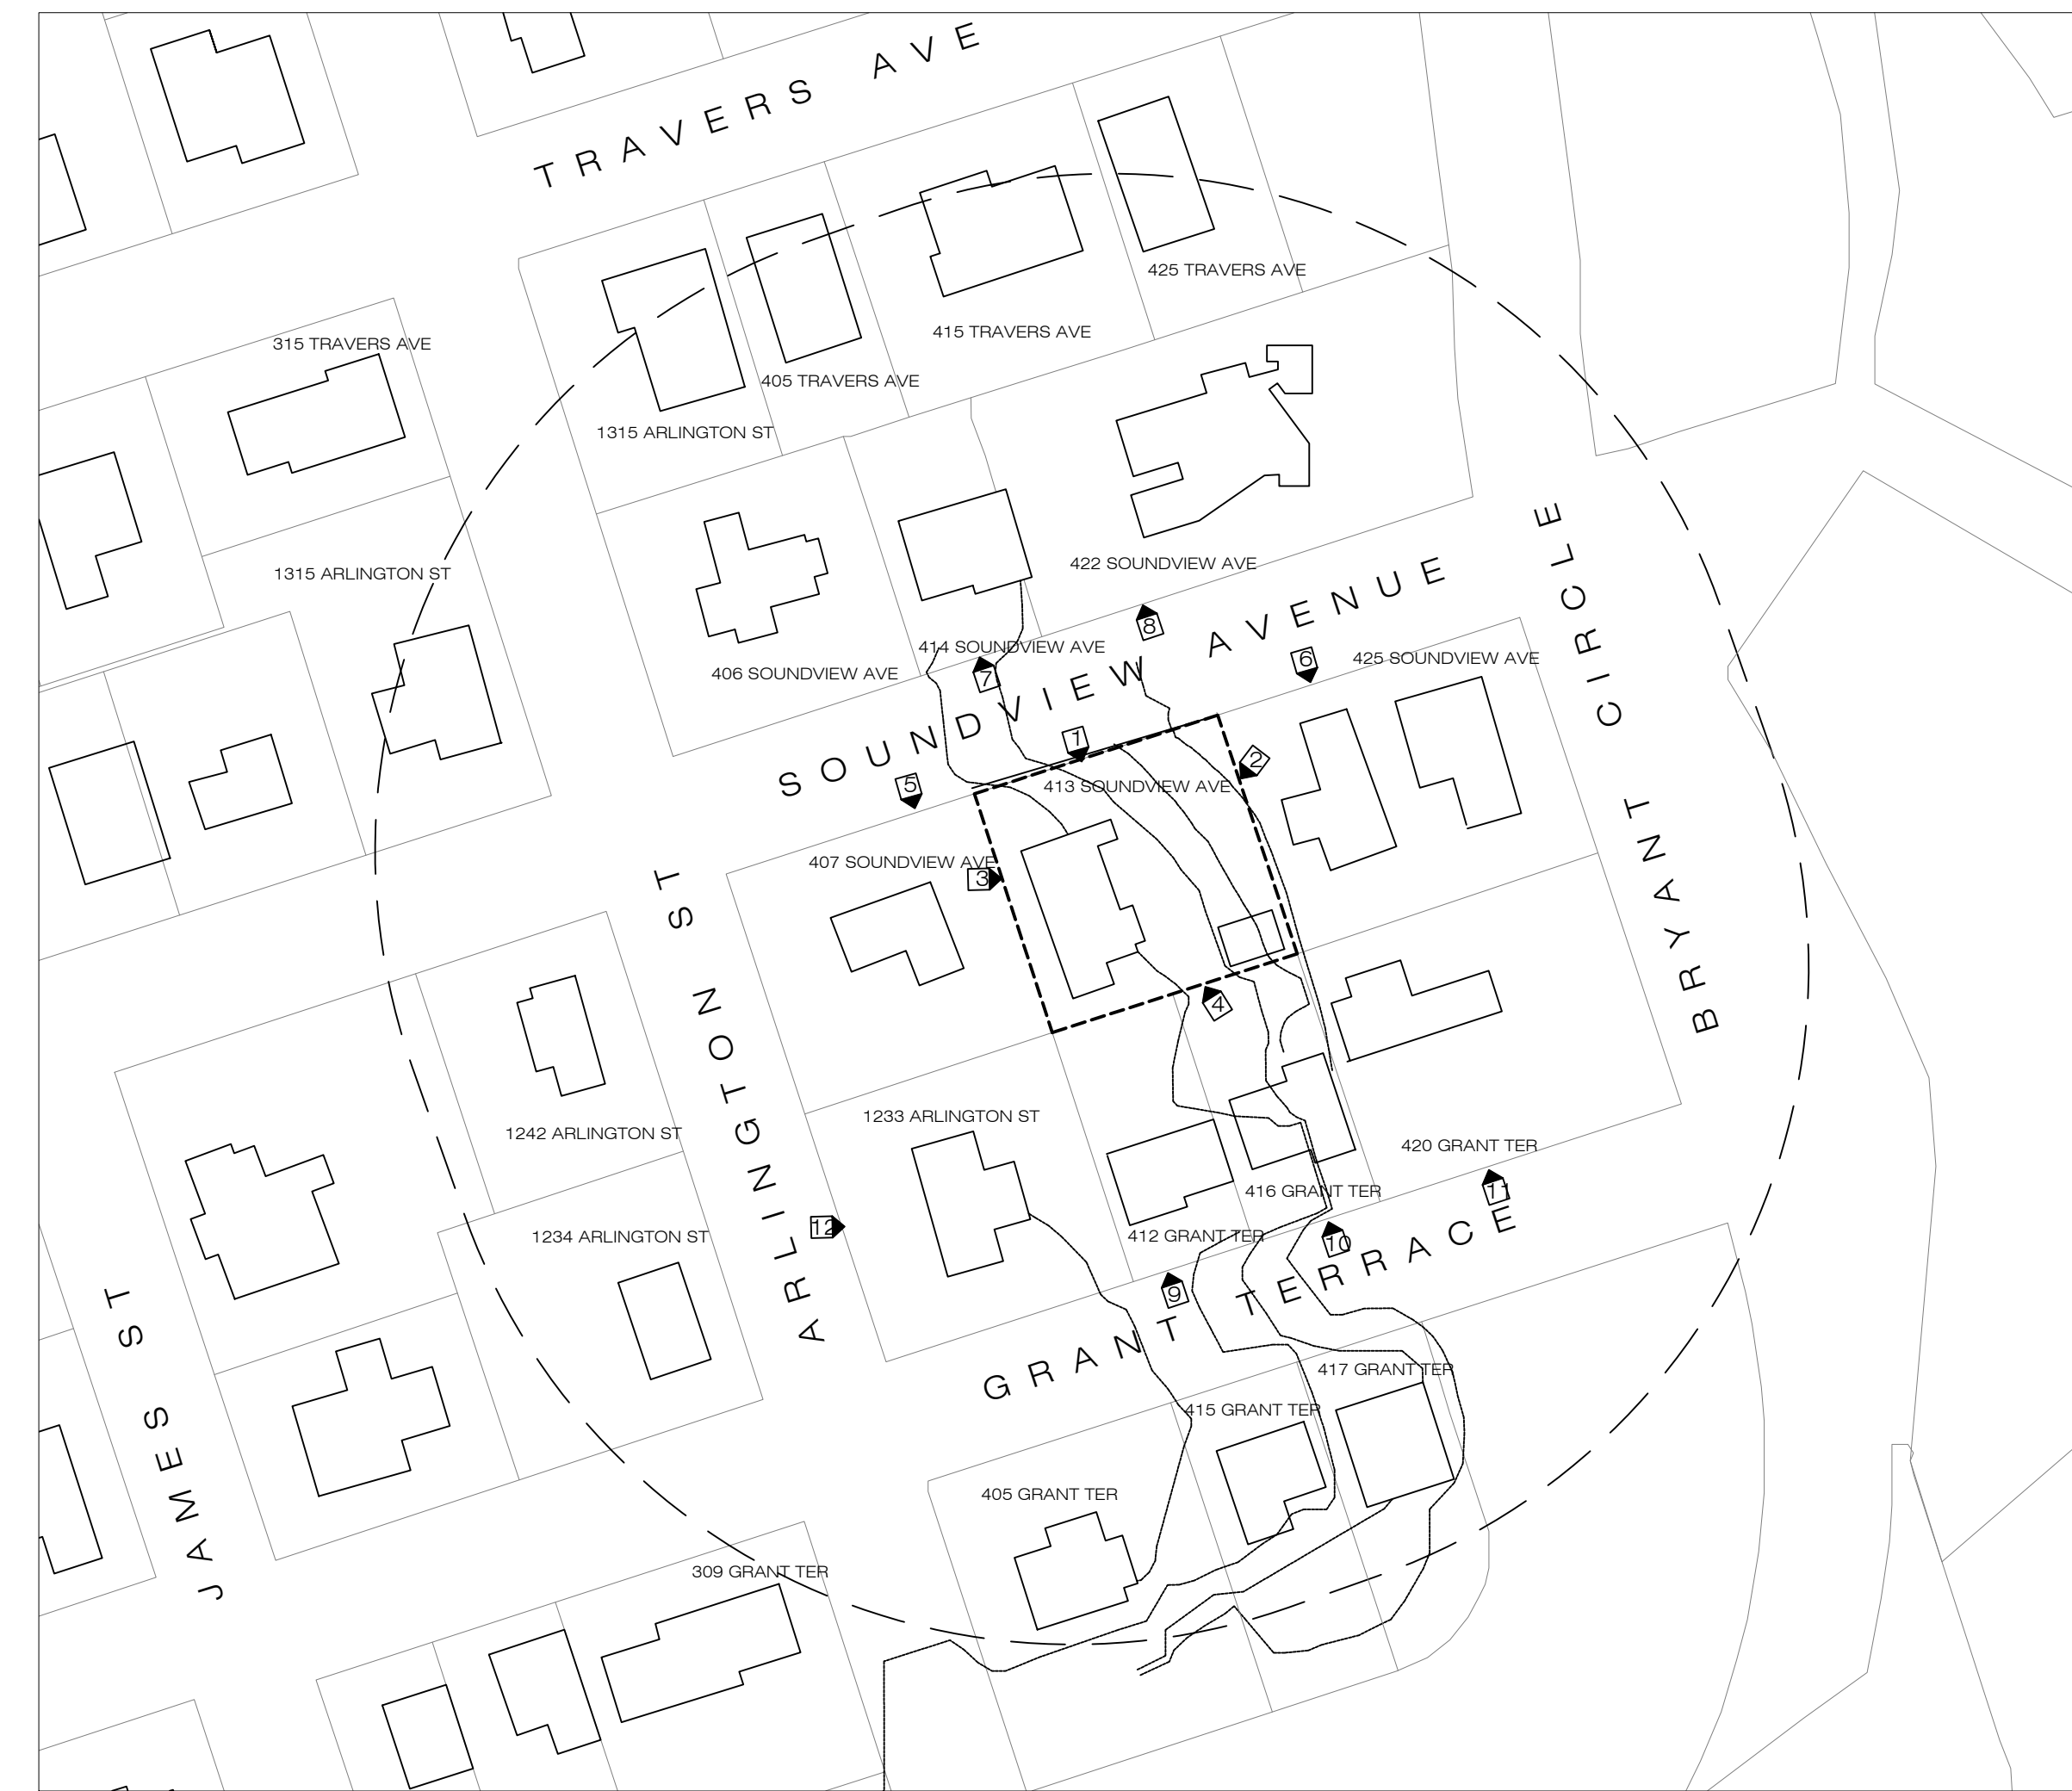 TRAVERS AVE
425 TRAVERS AVE
415 TRAVERS AVE
315 TRAVERS AVE
405 TRAVERS AVE
1315 ARLINGTON ST
422 SOUNDVIEW AVE
1315 ARLINGTON ST
8
414 SOUNDVIEW AVE
6
425 SOUNDVIEW AVE
406 SOUNDVIEW AVE
7
SOUNDVIEW AVENUE
BRYANT CIRCLE
1
2
5
413 SOUNDVIEW AVE
407 SOUNDVIEW AVE
3
4
ARLINGTON ST
1233 ARLINGTON ST
1242 ARLINGTON ST
420 GRANT TER
416 GRANT TER
11
12
1234 ARLINGTON ST
412 GRANT TER
10
9
GRANT TERRACE
JAMES ST
417 GRANT TER
415 GRANT TER
405 GRANT TER
309 GRANT TER